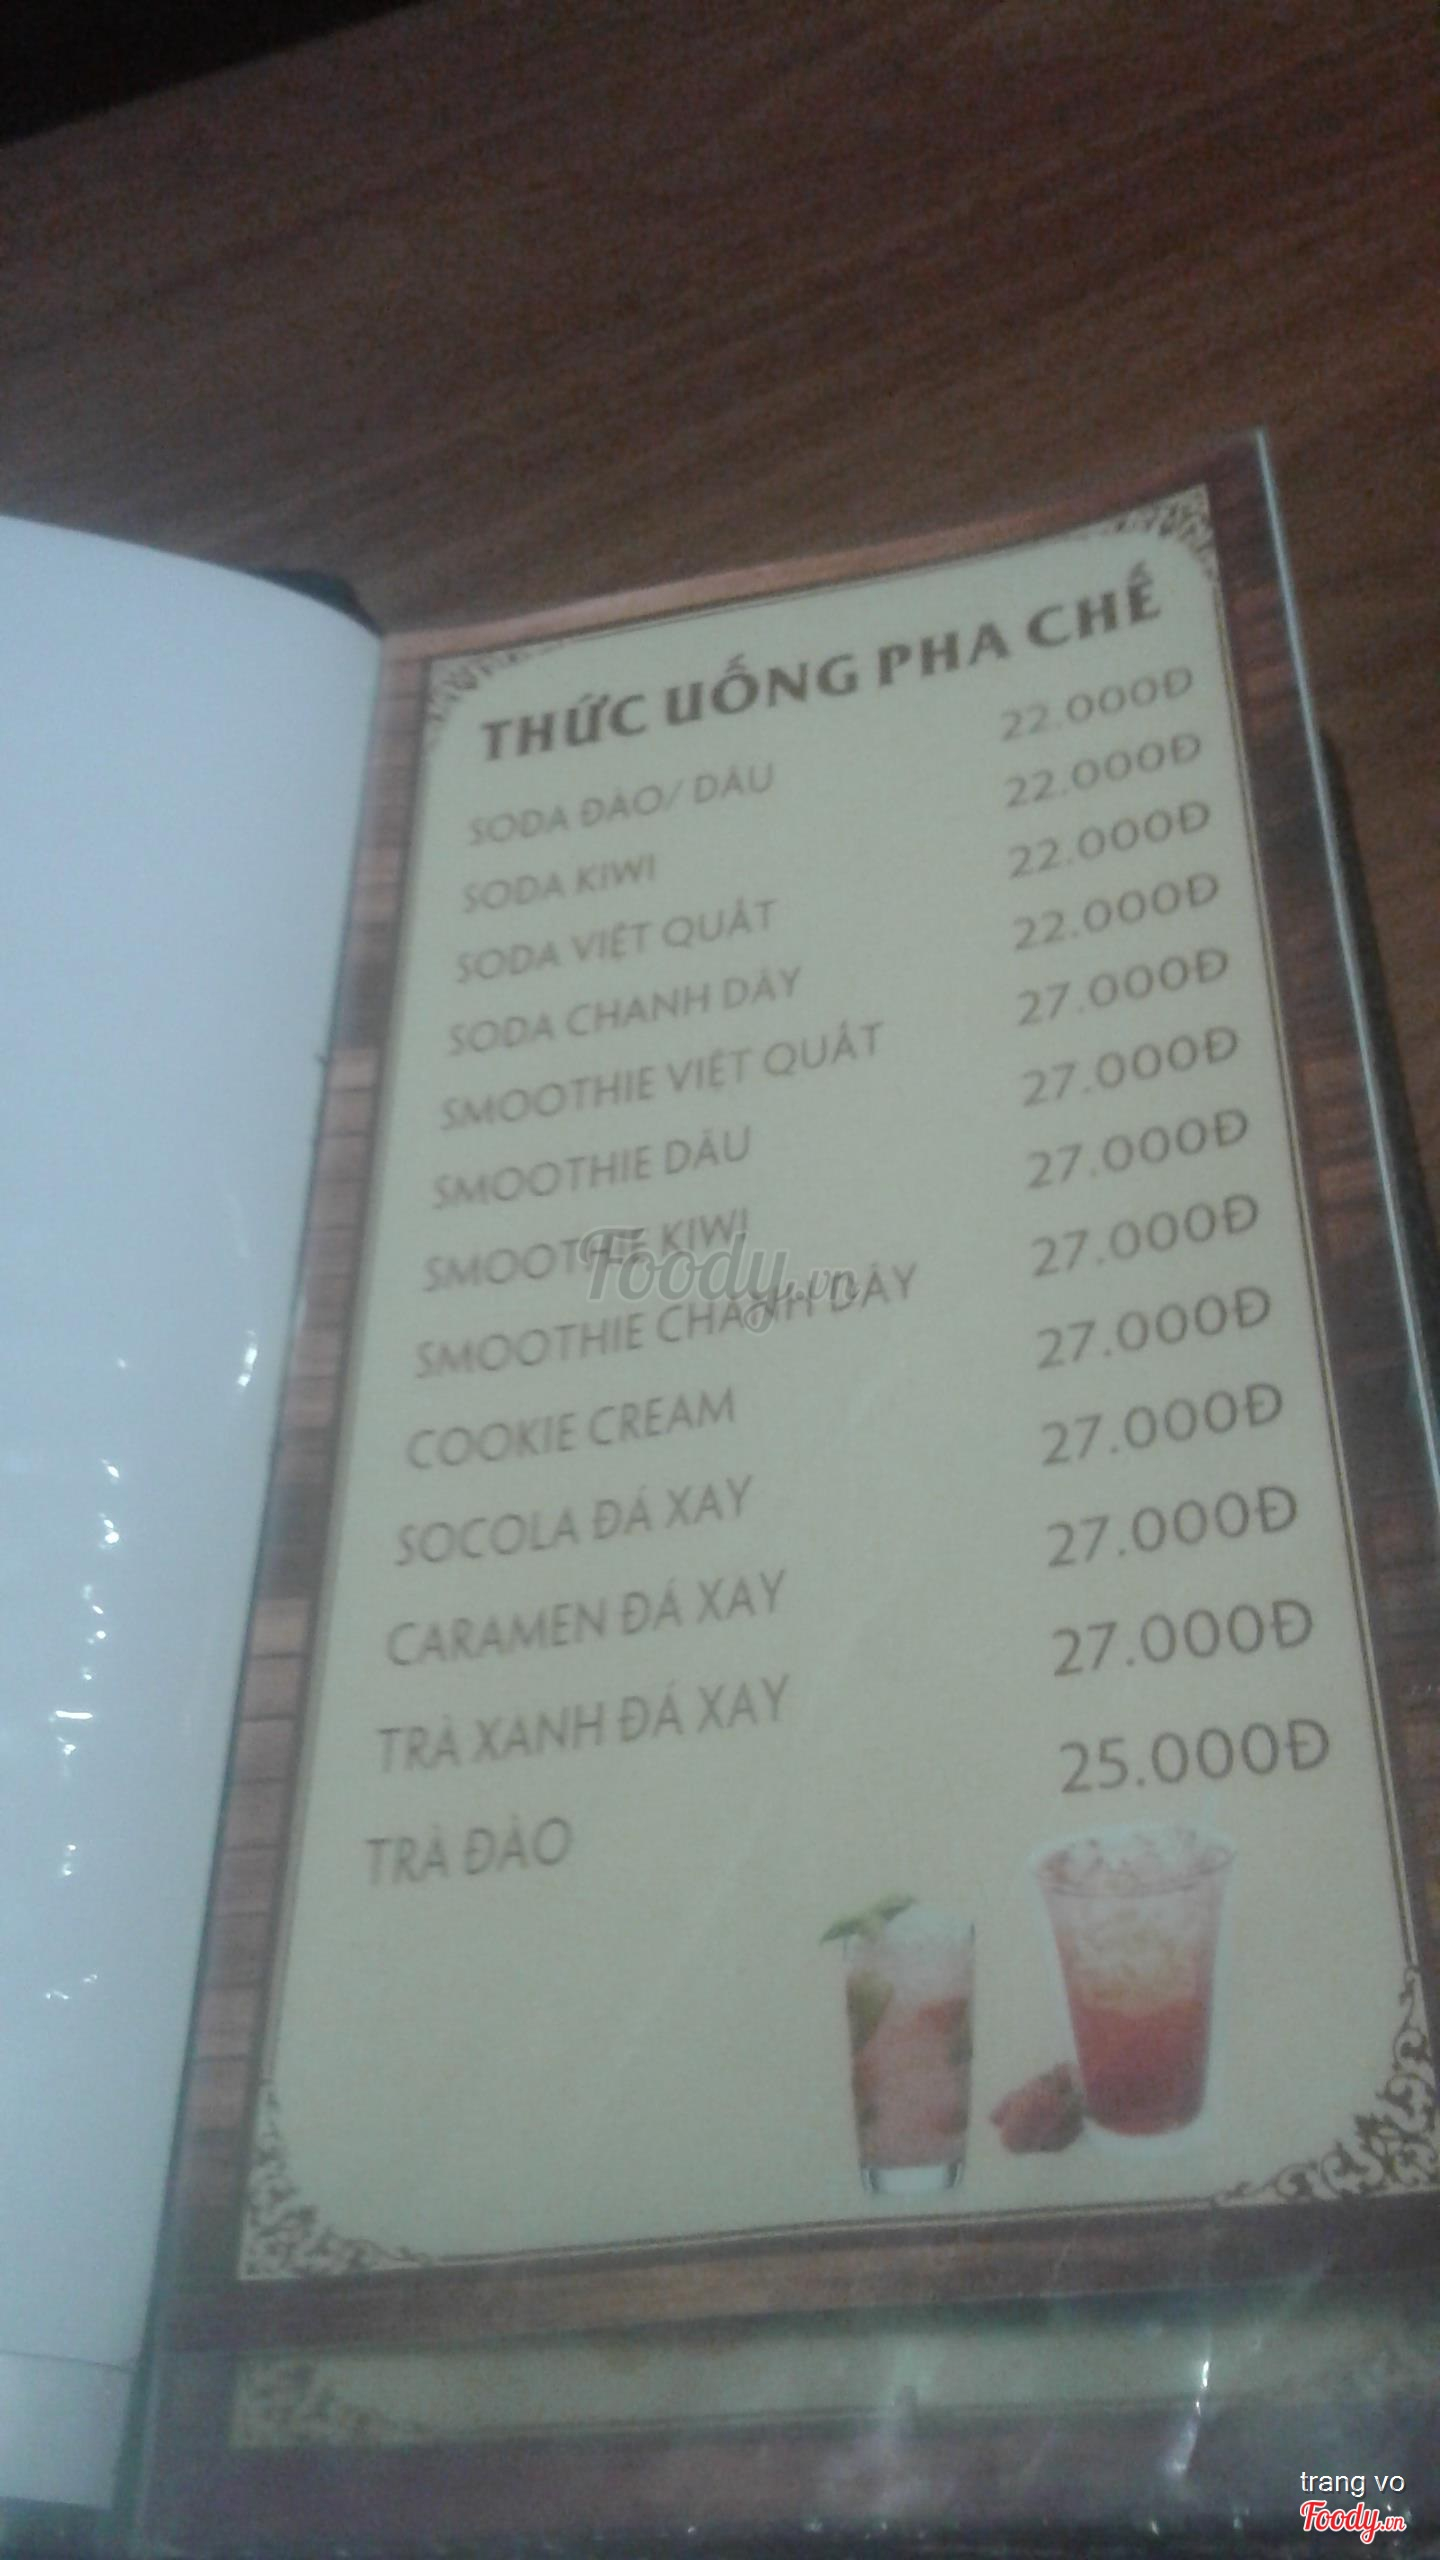 THỨC UỐNG PHA CHẾ
SODA ĐÀO/ DÂU 22.000Đ
SODA KIWI 22.000Đ
SODA VIỆT QUẤT 22.000Đ
SODA CHANH DÂY 22.000Đ
SMOOTHIE VIỆT QUẤT 27.000Đ
SMOOTHIE DÂU 27.000Đ
SMOOTHIE KIWI 27.000Đ
SMOOTHIE CHANH DÂY 27.000Đ
COOKIE CREAM 27.000Đ
SOCOLA ĐÁ XAY 27.000Đ
CARAMEN ĐÁ XAY 27.000Đ
TRÀ XANH ĐÁ XAY 27.000Đ
TRÀ ĐÀO 25.000Đ
Foody.vn
trang vo
Foody.vn